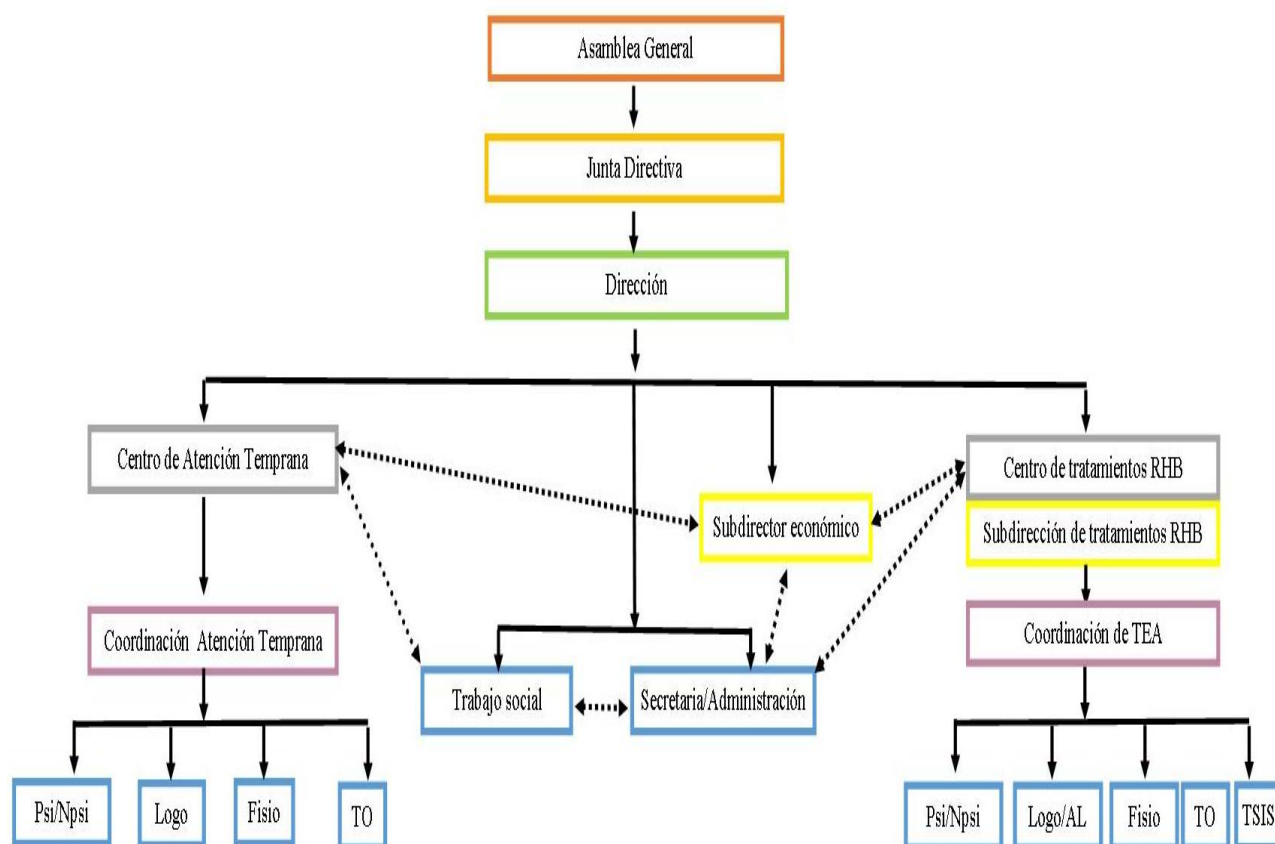 Asamblea General
Junta Directiva
Dirección
Centro de Atención Temprana
Centro de tratamientos RHB
Subdirector económico
Subdirección de tratamientos RHB
Coordinación Atención Temprana
Coordinación de TEA
Trabajo social
Secretaria/Administración
Psi/Npsi
Logo
Fisio
TO
Psi/Npsi
Logo/AL
Fisio
TO
TSIS